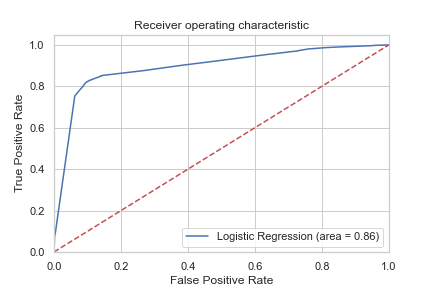 Receiver operating characteristic
1.0
0.8
0.6
0.4
0.2
0.0
True Positive Rate
Logistic Regression (area = 0.86)
0.0 0.2 0.4 0.6 0.8 1.0
False Positive Rate